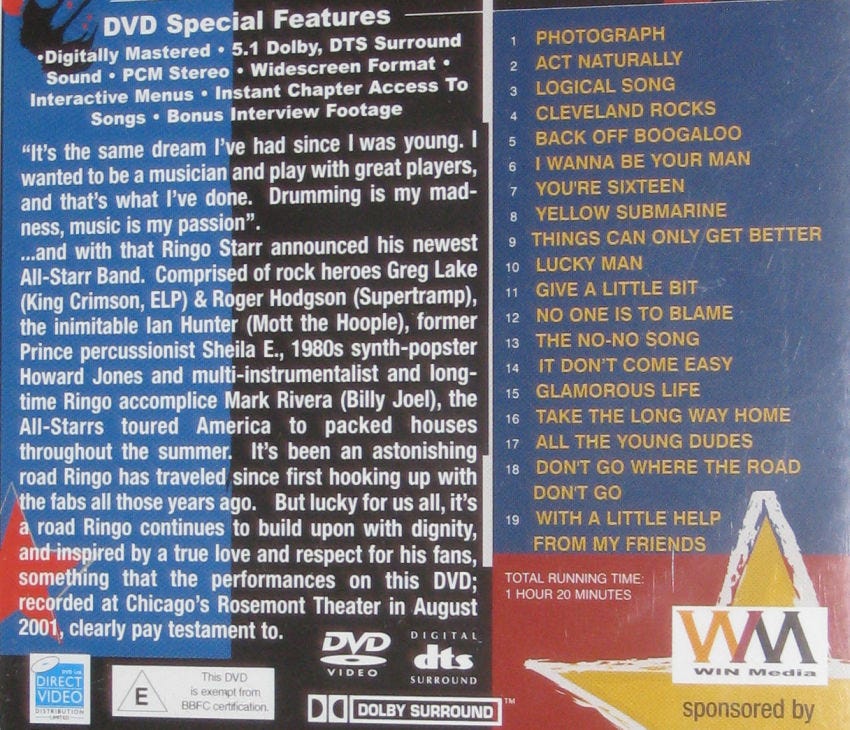 DVD Special Features
•Digitally Mastered • 5.1 Dolby, DTS Surround
Sound • PCM Stereo • Widescreen Format •
Interactive Menus • Instant Chapter Access To
Songs • Bonus Interview Footage
“It’s the same dream I’ve had since I was young. I
wanted to be a musician and play with great players,
and that’s what I’ve done. Drumming is my mad-
ness, music is my passion”.
...and with that Ringo Starr announced his newest
All-Starr Band. Comprised of rock heroes Greg Lake
(King Crimson, ELP) & Roger Hodgson (Supertramp),
the inimitable Ian Hunter (Mott the Hoople), former
Prince percussionist Sheila E., 1980s synth-popster
Howard Jones and multi-instrumentalist and long-
time Ringo accomplice Mark Rivera (Billy Joel), the
All-Starrs toured America to packed houses
throughout the summer. It’s been an astonishing
road Ringo has traveled since first hooking up with
the fabs all those years ago. But lucky for us all, it’s
a road Ringo continues to build upon with dignity,
and inspired by a true love and respect for his fans,
something that the performances on this DVD;
recorded at Chicago’s Rosemont Theater in August
2001, clearly pay testament to.
DVD
VIDEO
DIGITAL
dts
SURROUND
DIRECT
VIDEO
DISTRIBUTION
LIMITED
E
This DVD
is exempt from
BBFC certification.
DOLBY SURROUND ™
1 PHOTOGRAPH
2 ACT NATURALLY
3 LOGICAL SONG
4 CLEVELAND ROCKS
5 BACK OFF BOOGALOO
6 I WANNA BE YOUR MAN
7 YOU'RE SIXTEEN
8 YELLOW SUBMARINE
9 THINGS CAN ONLY GET BETTER
10 LUCKY MAN
11 GIVE A LITTLE BIT
12 NO ONE IS TO BLAME
13 THE NO-NO SONG
14 IT DON'T COME EASY
15 GLAMOROUS LIFE
16 TAKE THE LONG WAY HOME
17 ALL THE YOUNG DUDES
18 DON'T GO WHERE THE ROAD
DON'T GO
19 WITH A LITTLE HELP
FROM MY FRIENDS
TOTAL RUNNING TIME:
1 HOUR 20 MINUTES
WM
WIN Media
sponsored by